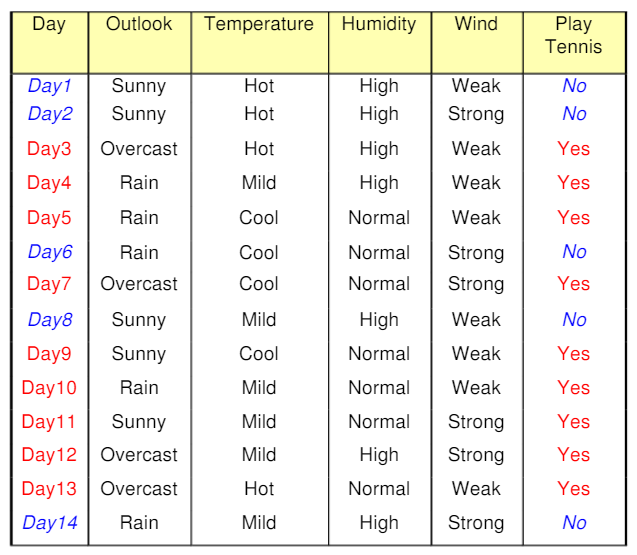 Day Outlook Temperature Humidity Wind Play
Tennis
Day1 Sunny Hot High Weak No
Day2 Sunny Hot High Strong No
Day3 Overcast Hot High Weak Yes
Day4 Rain Mild High Weak Yes
Day5 Rain Cool Normal Weak Yes
Day6 Rain Cool Normal Strong No
Day7 Overcast Cool Normal Strong Yes
Day8 Sunny Mild High Weak No
Day9 Sunny Cool Normal Weak Yes
Day10 Rain Mild Normal Weak Yes
Day11 Sunny Mild Normal Strong Yes
Day12 Overcast Mild High Strong Yes
Day13 Overcast Hot Normal Weak Yes
Day14 Rain Mild High Strong No